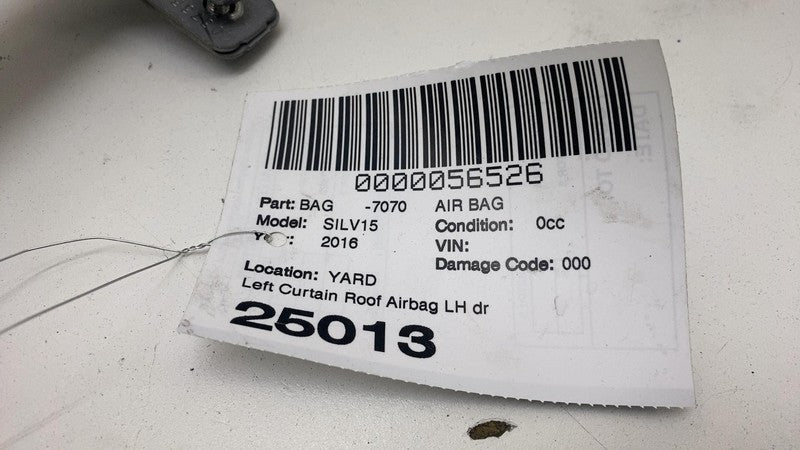 0000056526
Part: BAG -7070 AIR BAG
Model: SILV15 Condition: 0cc
2016 VIN:
Location: YARD Damage Code: 000
Left Curtain Roof Airbag LH dr
25013